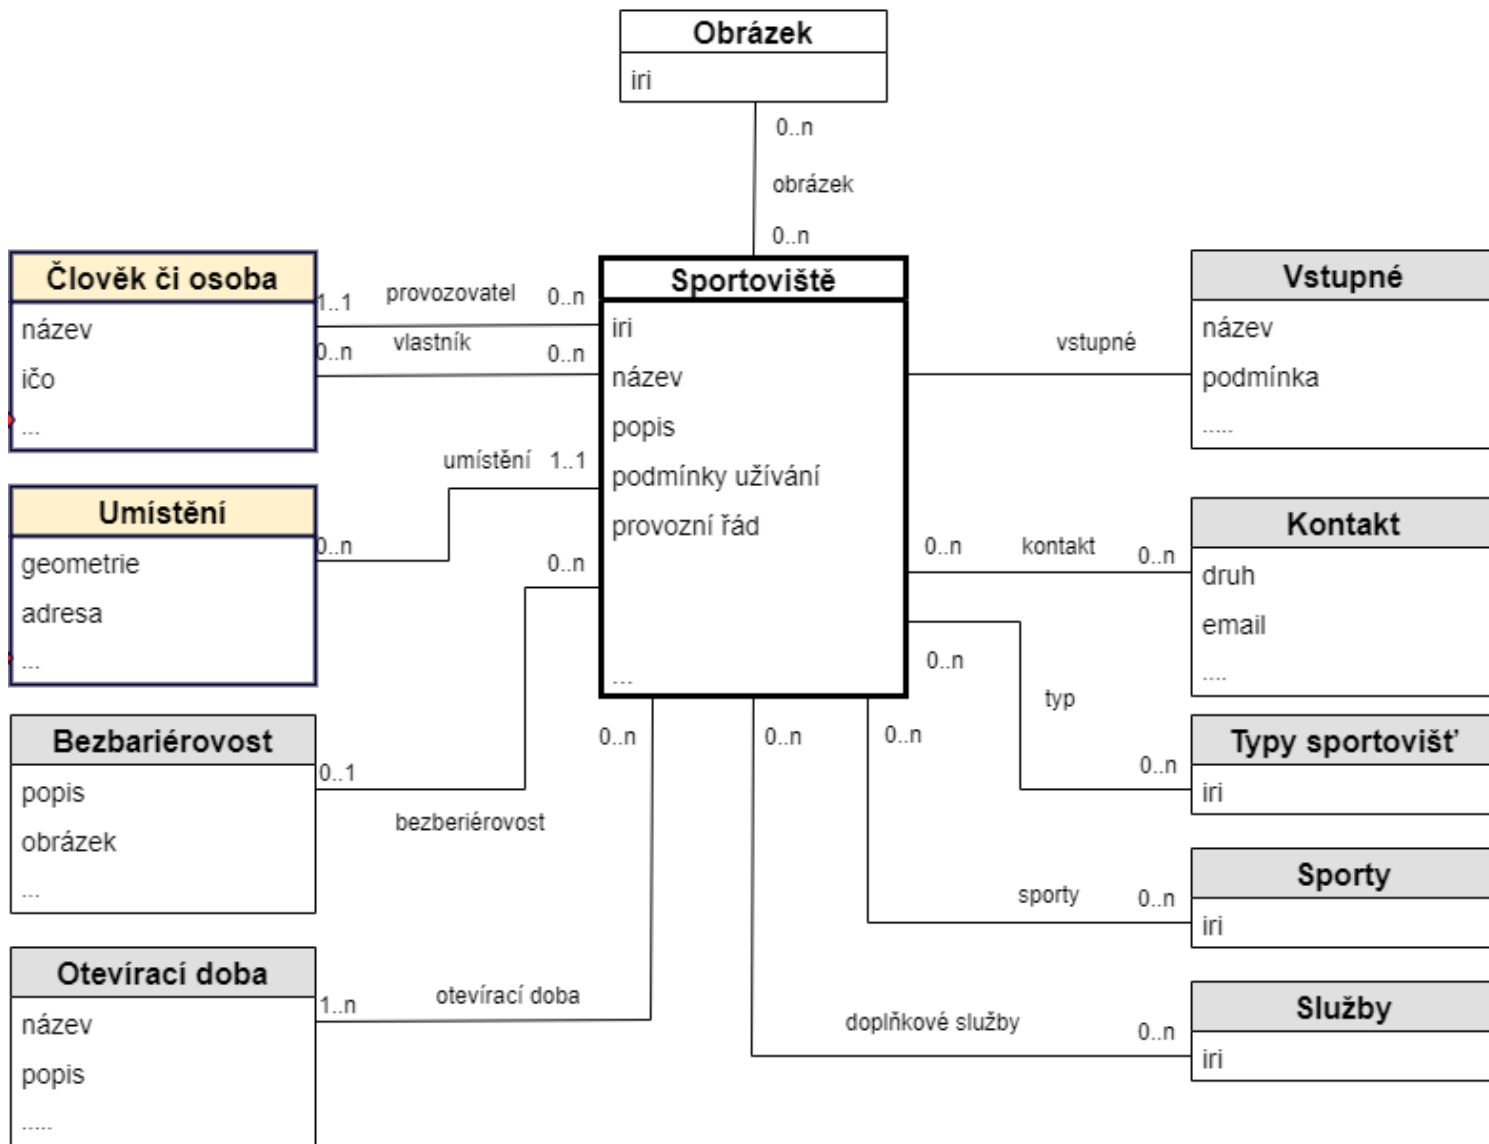 Obrázek
iri
0..n
obrázek
0..n
Člověk či osoba
název
ičo
...
1..1
provozovatel
0..n
0..n
vlastník
0..n
Umístění
geometrie
adresa
...
umístění
1..1
0..n
Bezbariérovost
popis
obrázek
...
0..n
0..1
bezberiérovost
Otevírací doba
název
popis
.....
1..n
otevírací doba
0..n
Sportoviště
iri
název
popis
podmínky užívání
provozní řád
...
Vstupné
název
podmínka
.....
vstupné
Kontakt
druh
email
....
0..n
kontakt
0..n
Typy sportovišť
iri
0..n
typ
0..n
Sporty
iri
0..n
sporty
0..n
Služby
iri
0..n
doplňkové služby
0..n